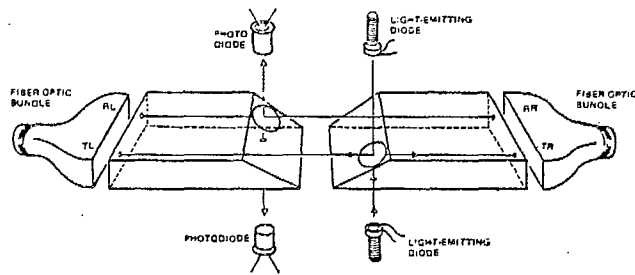 PHOTO
DIODE
LIGHT-EMITTING
DIODE
FIBER OPTIC
BUNDLE
RL
TL
RR
TR
FIBER OPTIC
BUNDLE
PHOTODIODE
LIGHT-EMITTING
DIODE